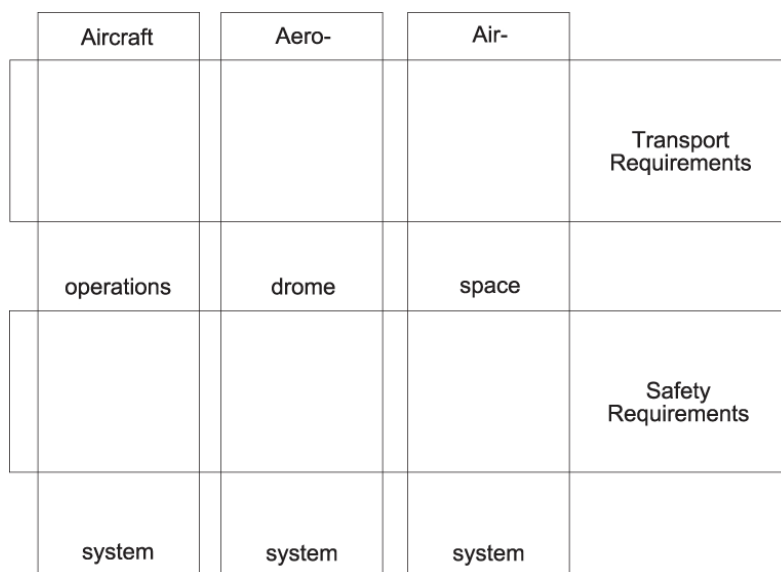 Aircraft
Aero-
Air-
Transport
Requirements
operations
drome
space
Safety
Requirements
system
system
system